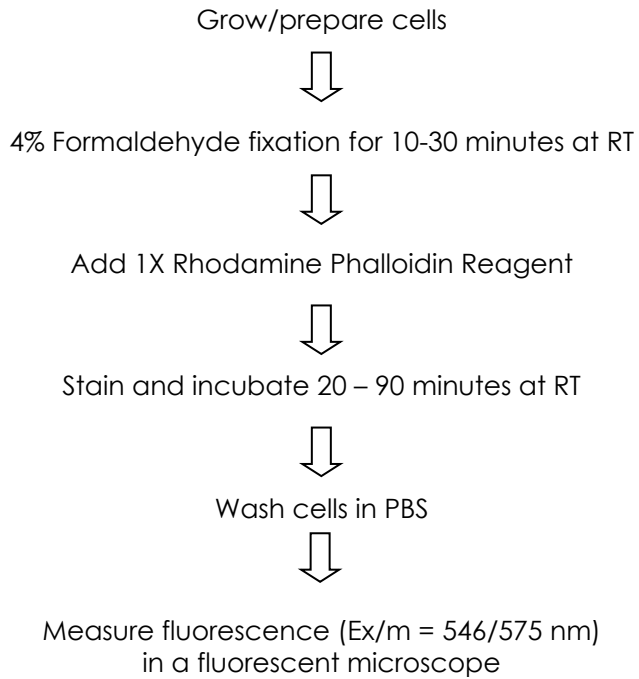 Grow/prepare cells
4% Formaldehyde fixation for 10-30 minutes at RT
Add 1X Rhodamine Phalloidin Reagent
Stain and incubate 20 – 90 minutes at RT
Wash cells in PBS
Measure fluorescence (Ex/m = 546/575 nm)
in a fluorescent microscope